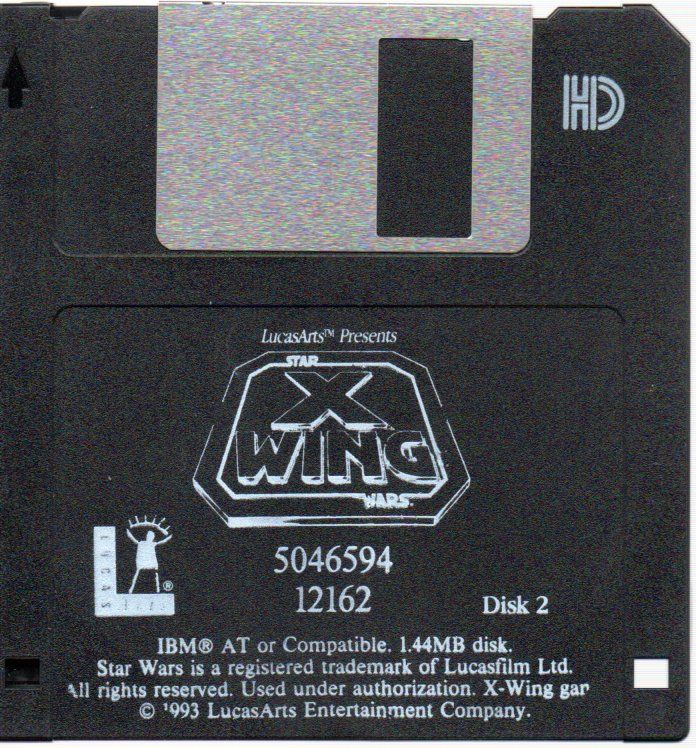 HD
LucasArts™ Presents
STAR
X
WING
WARS
LUCAS
ARTS
5046594
12162
Disk 2
IBM® AT or Compatible. 1.44MB disk.
Star Wars is a registered trademark of Lucasfilm Ltd.
All rights reserved. Used under authorization. X-Wing gar
© '993 LucasArts Entertainment Company.